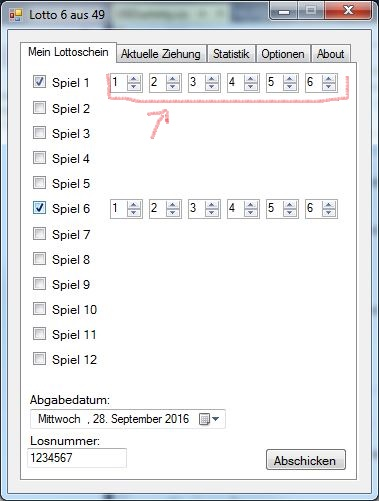 Lotto 6 aus 49
Mein Lottoschein Aktuelle Ziehung Statistik Optionen About
Spiel 1 1 2 3 4 5 6
Spiel 2
Spiel 3
Spiel 4
Spiel 5
Spiel 6 1 2 3 4 5 6
Spiel 7
Spiel 8
Spiel 9
Spiel 10
Spiel 11
Spiel 12
Abgabedatum:
Mittwoch , 28. September 2016
Losnummer:
1234567
Abschicken